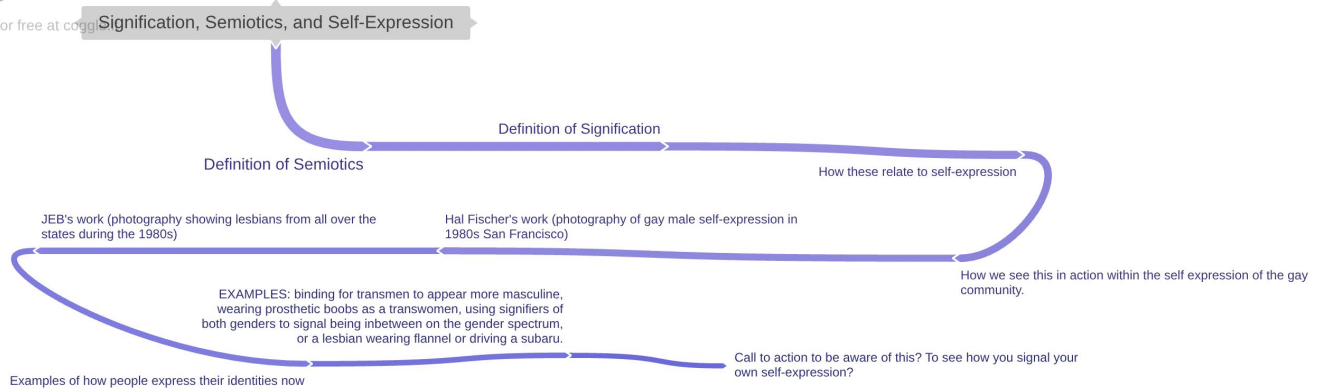 or free at coggle.i
Signification, Semiotics, and Self-Expression
Definition of Signification
Definition of Semiotics
How these relate to self-expression
JEB's work (photography showing lesbians from all over the
states during the 1980s)
Hal Fischer's work (photography of gay male self-expression in
1980s San Francisco)
How we see this in action within the self expression of the gay
community.
EXAMPLES: binding for transmen to appear more masculine,
wearing prosthetic boobs as a transwomen, using signifiers of
both genders to signal being inbetween on the gender spectrum,
or a lesbian wearing flannel or driving a subaru.
Call to action to be aware of this? To see how you signal your
own self-expression?
Examples of how people express their identities now